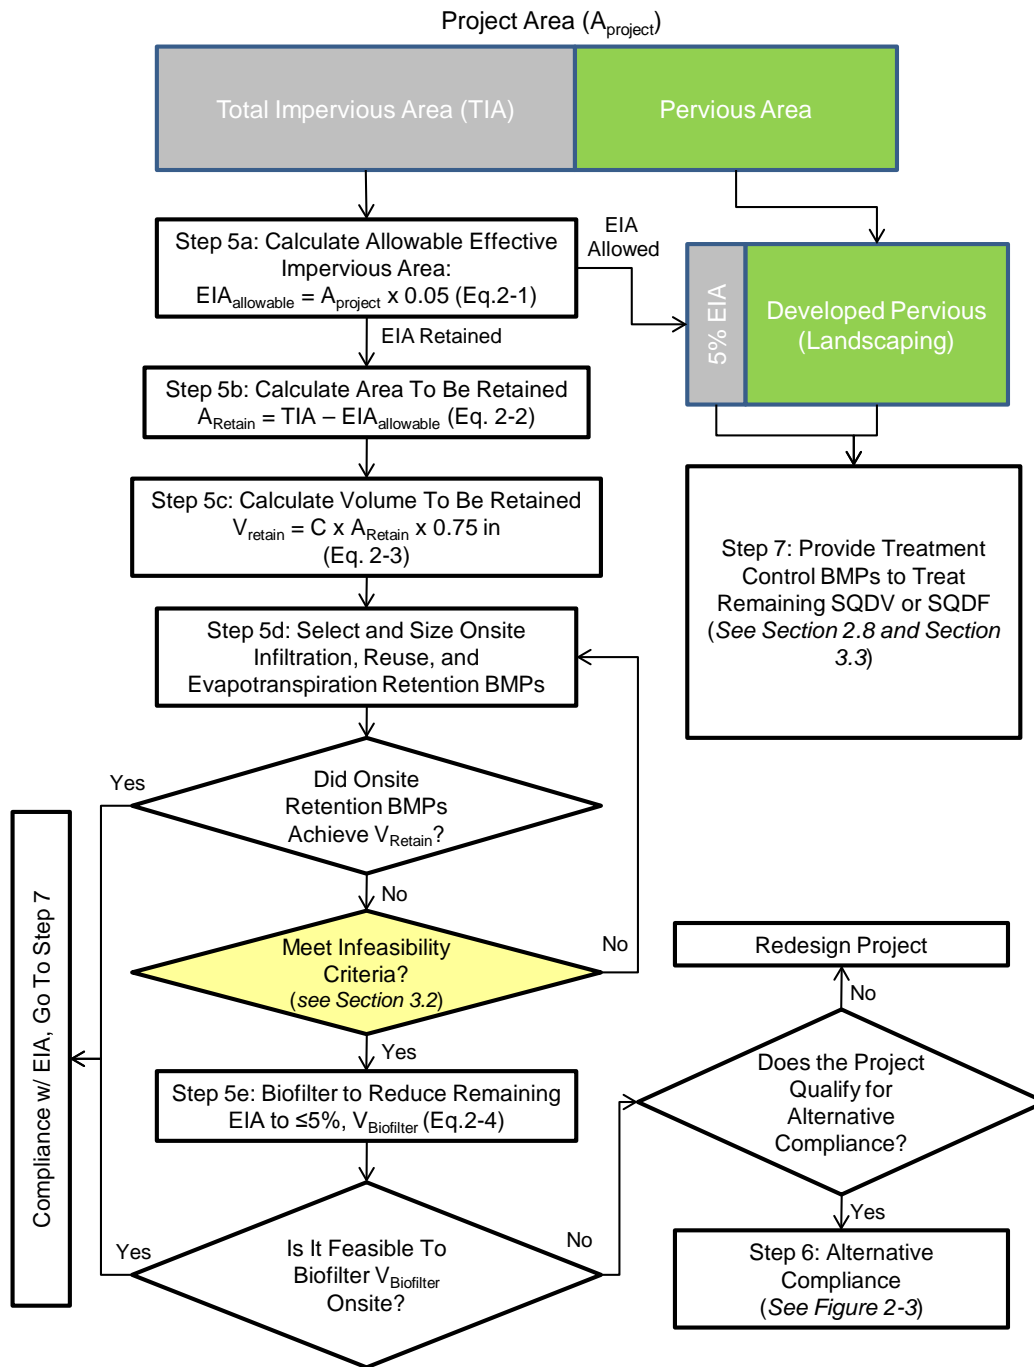 Project Area (Aproject)
Total Impervious Area (TIA)
Pervious Area
Step 5a: Calculate Allowable Effective
Impervious Area:
EIAallowable = Aproject x 0.05 (Eq.2-1)
EIA
Allowed
5% EIA
Developed Pervious
(Landscaping)
EIA Retained
Step 5b: Calculate Area To Be Retained
ARetain = TIA – EIAallowable (Eq. 2-2)
Step 5c: Calculate Volume To Be Retained
Vretain = C x ARetain x 0.75 in
(Eq. 2-3)
Step 7: Provide Treatment
Control BMPs to Treat
Remaining SQDV or SQDF
(See Section 2.8 and Section
3.3)
Step 5d: Select and Size Onsite
Infiltration, Reuse, and
Evapotranspiration Retention BMPs
Yes
Did Onsite
Retention BMPs
Achieve VRetain?
No
Meet Infeasibility
Criteria?
(see Section 3.2)
No
Yes
Compliance w/ EIA, Go To Step 7
Step 5e: Biofilter to Reduce Remaining
EIA to ≤5%, VBiofilter (Eq.2-4)
Yes
Is It Feasible To
Biofilter VBiofilter
Onsite?
No
Redesign Project
No
Does the Project
Qualify for
Alternative
Compliance?
Yes
Step 6: Alternative
Compliance
(See Figure 2-3)